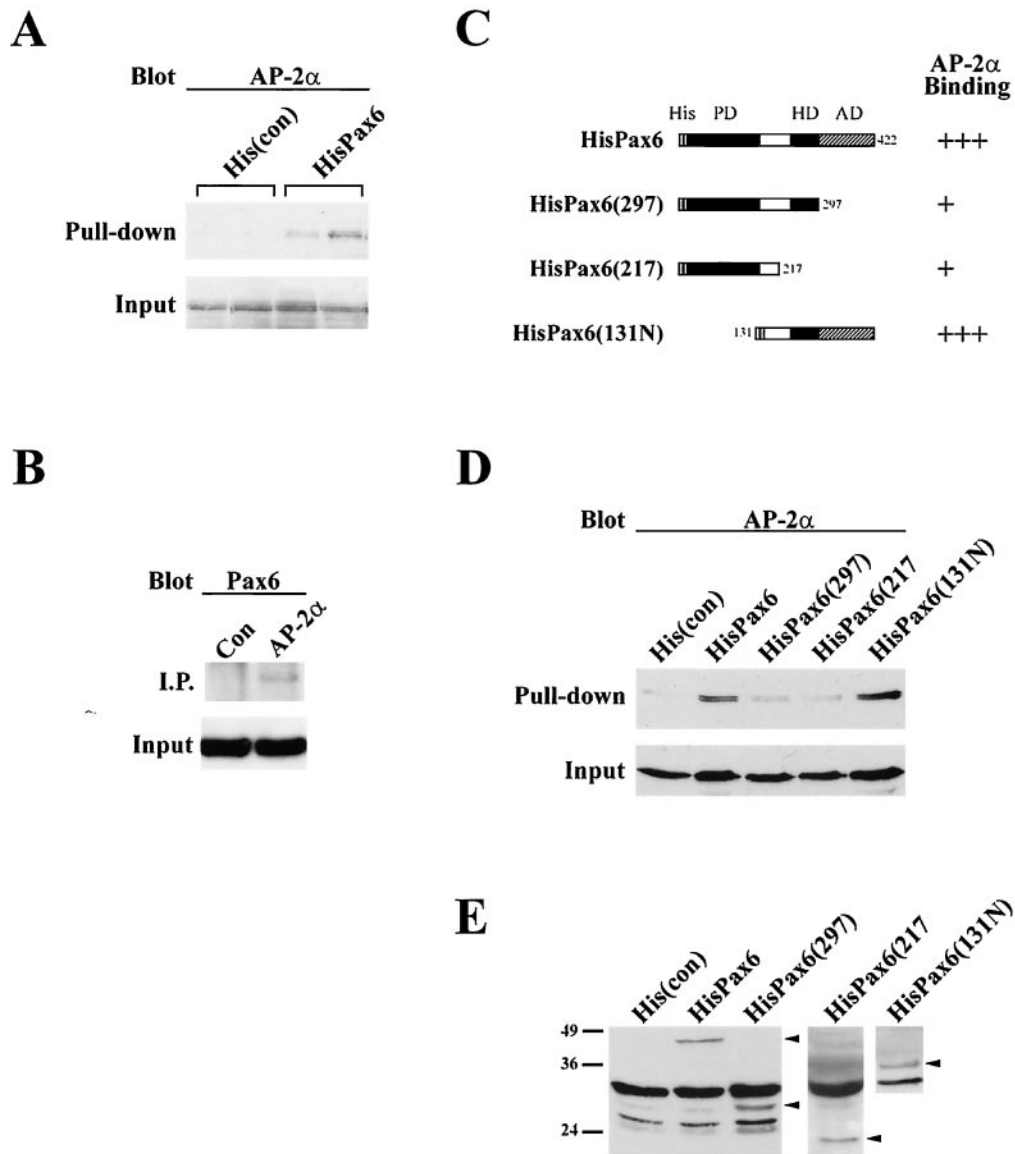 A
Blot AP-2α
His(con) HisPax6
Pull-down
Input
B
Blot Pax6
Con AP-2α
I.P.
Input
C
AP-2α
Binding
His PD HD AD
HisPax6 422 +++
HisPax6(297) 297 +
HisPax6(217) 217 +
HisPax6(131N) 131 +++
D
Blot AP-2α
His(con) HisPax6 HisPax6(297) HisPax6(217 HisPax6(131N)
Pull-down
Input
E
His(con) HisPax6 HisPax6(297) HisPax6(217 HisPax6(131N)
49
36
24